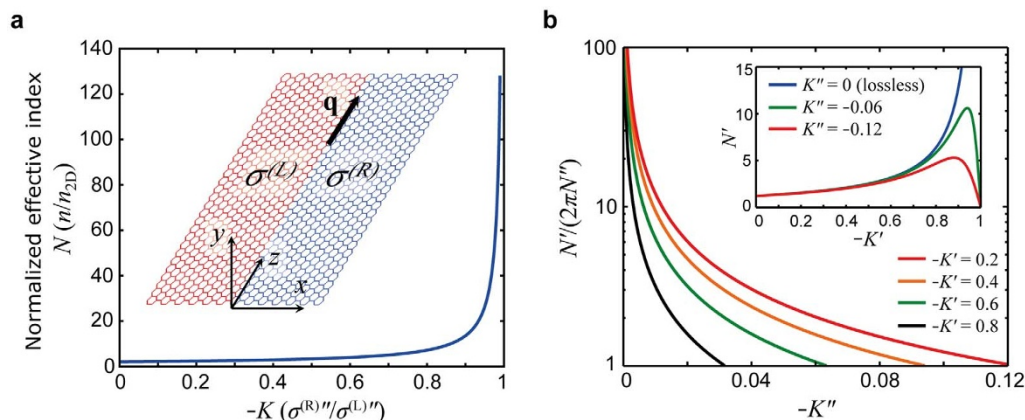 a
Normalized effective index
N (n/n2D)
140
120
100
80
60
40
20
0
q
σ(L)
σ(R)
y
z
x
0
0.2
0.4
0.6
0.8
1
-K (σ(R)″/σ(L)″)
b
N′/(2πN″)
100
10
1
15
10
5
0
N′
K″ = 0 (lossless)
K″ = -0.06
K″ = -0.12
0
0.2
0.4
0.6
0.8
1
-K′
-K′ = 0.2
-K′ = 0.4
-K′ = 0.6
-K′ = 0.8
0
0.04
0.08
0.12
-K″